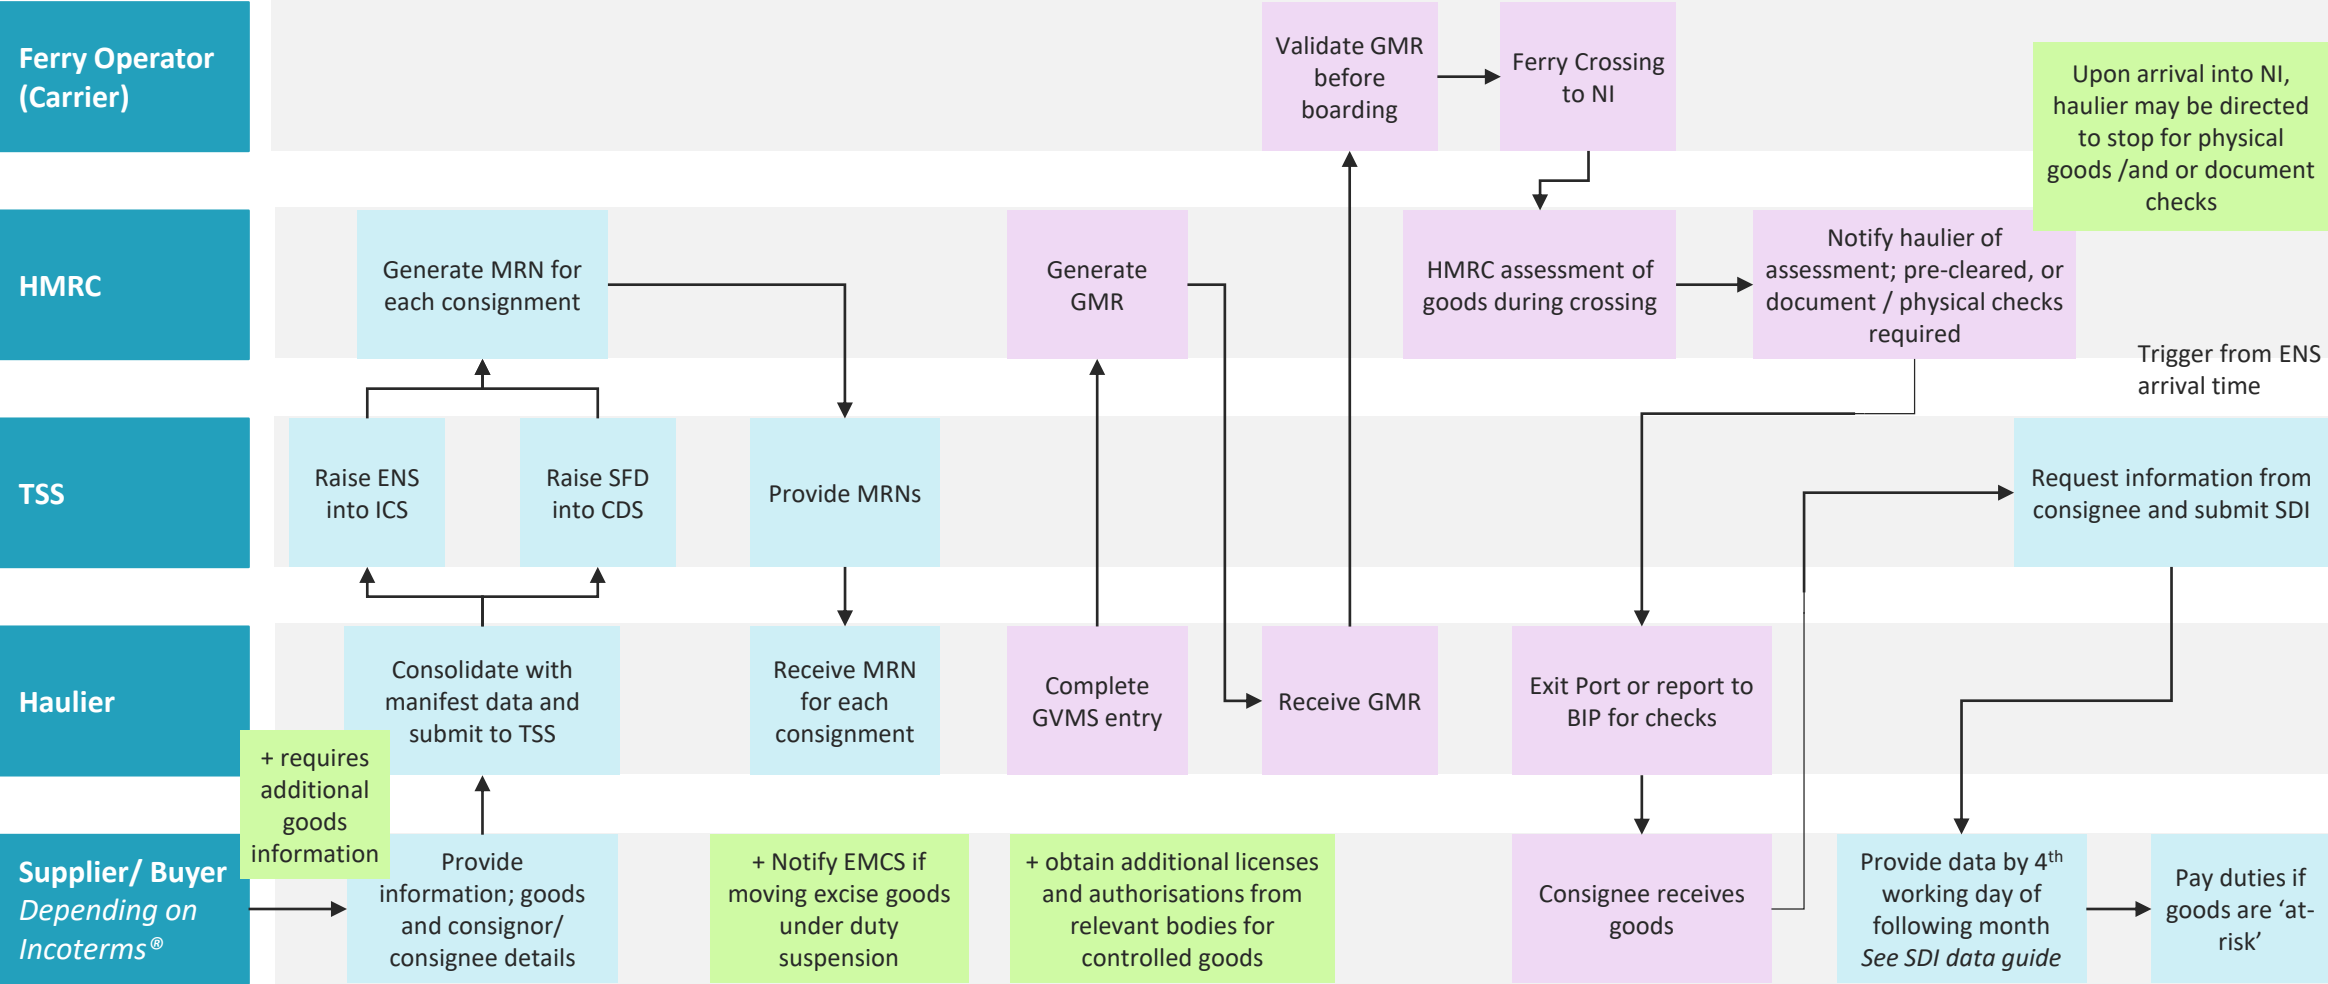 Ferry Operator
(Carrier)
Validate GMR
before
boarding
Ferry Crossing
to NI
Upon arrival into NI,
haulier may be directed
to stop for physical
goods /and or document
checks
HMRC
Generate MRN for
each consignment
Generate
GMR
HMRC assessment of
goods during crossing
Notify haulier of
assessment; pre-cleared, or
document / physical checks
required
Trigger from ENS
arrival time
TSS
Raise ENS
into ICS
Raise SFD
into CDS
Provide MRNs
Request information from
consignee and submit SDI
Haulier
Consolidate with
manifest data and
submit to TSS
Receive MRN
for each
consignment
Complete
GVMS entry
Receive GMR
Exit Port or report to
BIP for checks
+ requires
additional
goods
information
Supplier/ Buyer
Depending on
Incoterms®
Provide
information; goods
and consignor/
consignee details
+ Notify EMCS if
moving excise goods
under duty
suspension
+ obtain additional licenses
and authorisations from
relevant bodies for
controlled goods
Consignee receives
goods
Provide data by 4th
working day of
following month
See SDI data guide
Pay duties if
goods are ‘at-
risk’